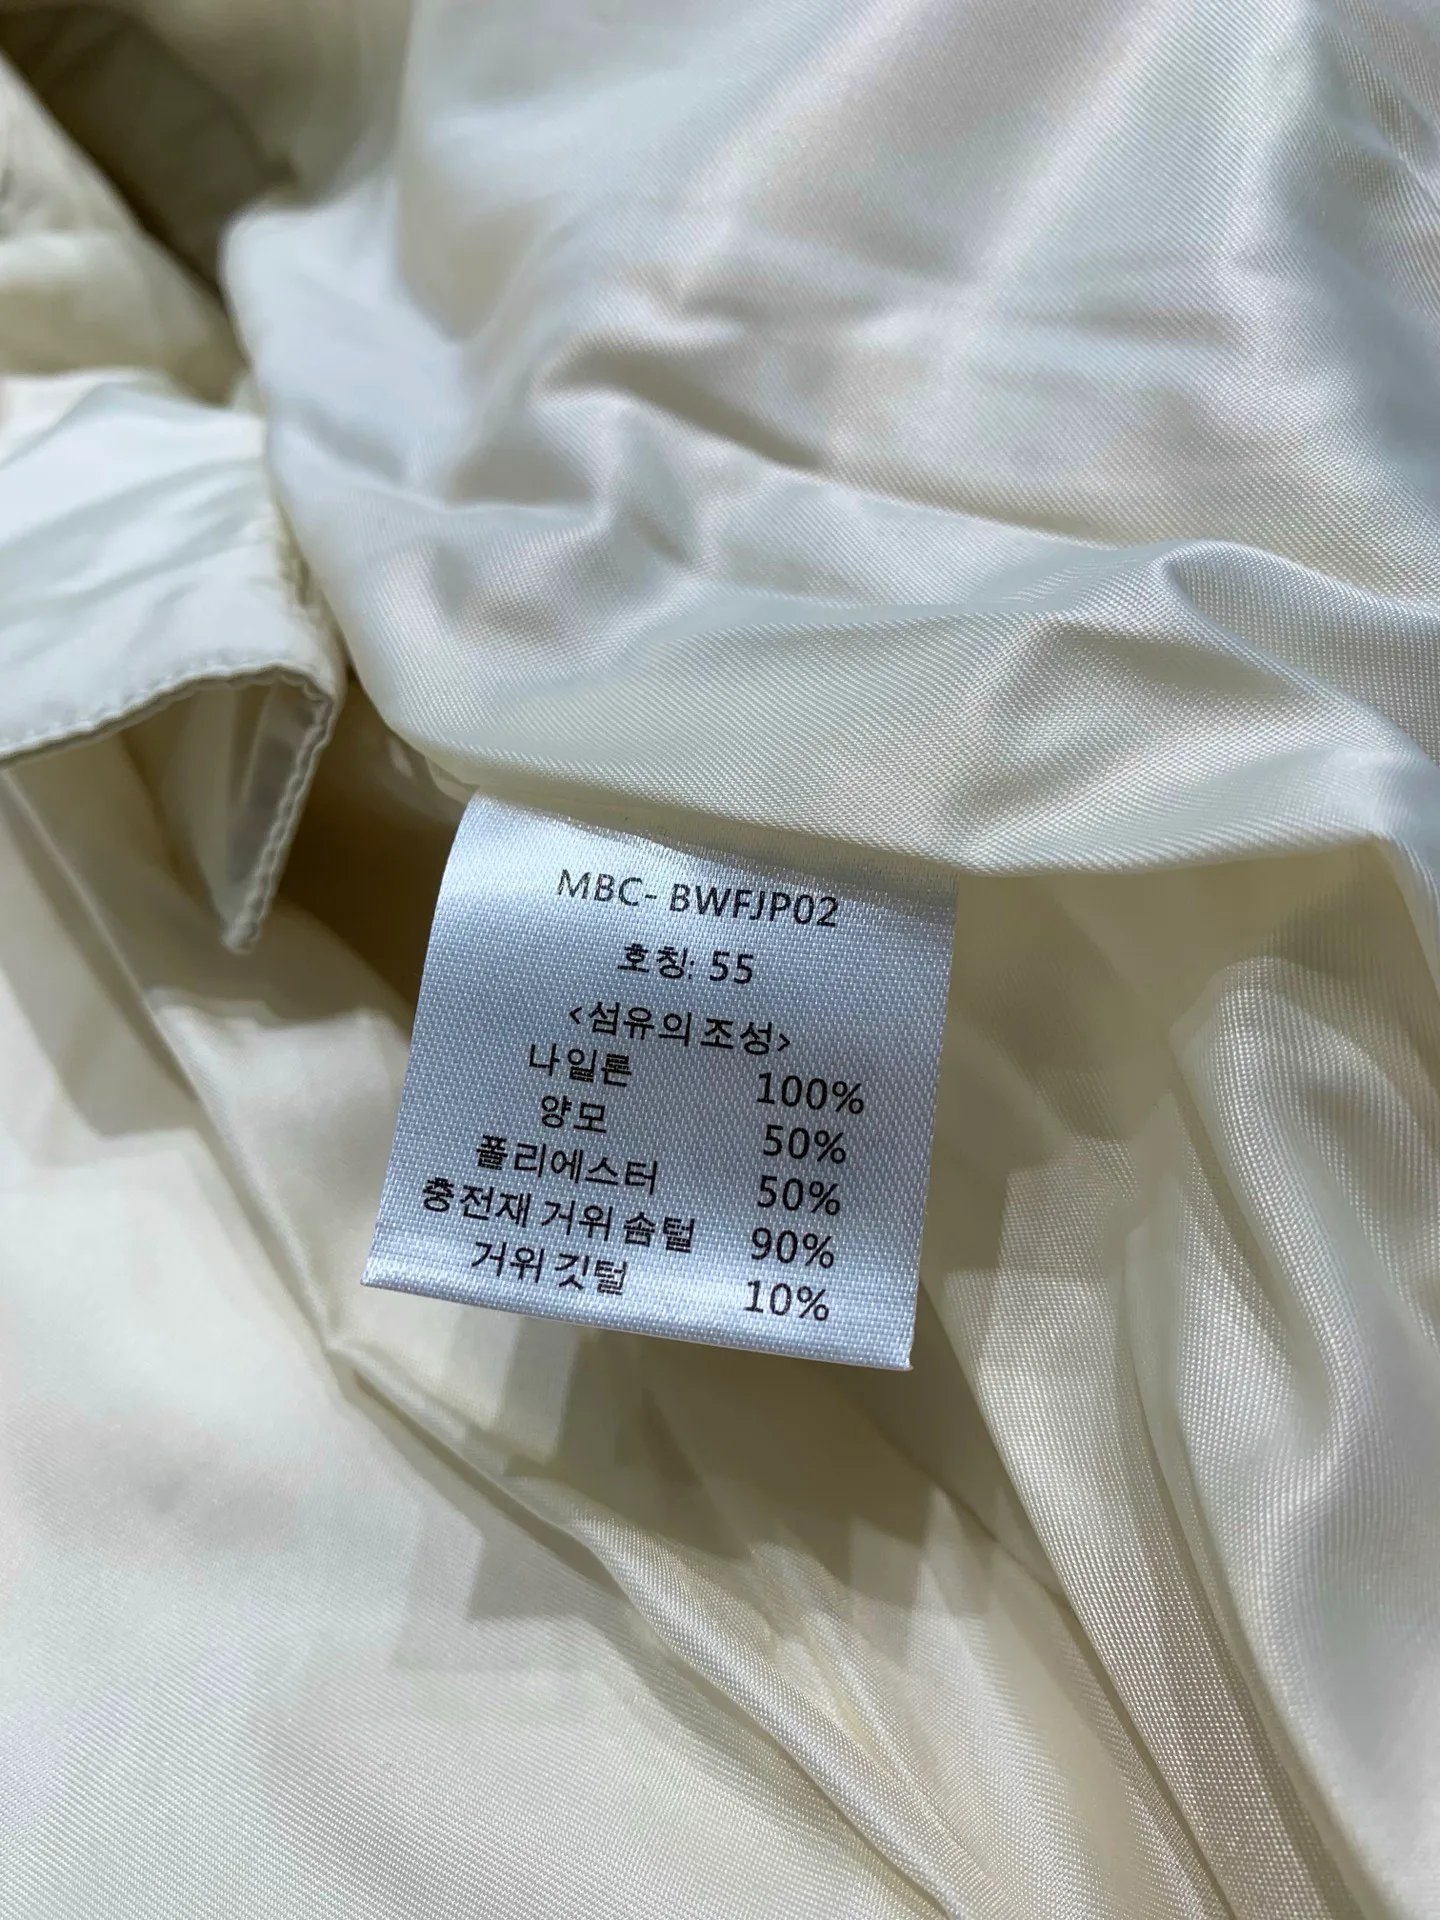 MBC- BWFJP02
호칭: 55
<섬유의 조성>
나일론 100%
양모 50%
폴리에스터 50%
충전재 거위 솜털 90%
거위 깃털 10%